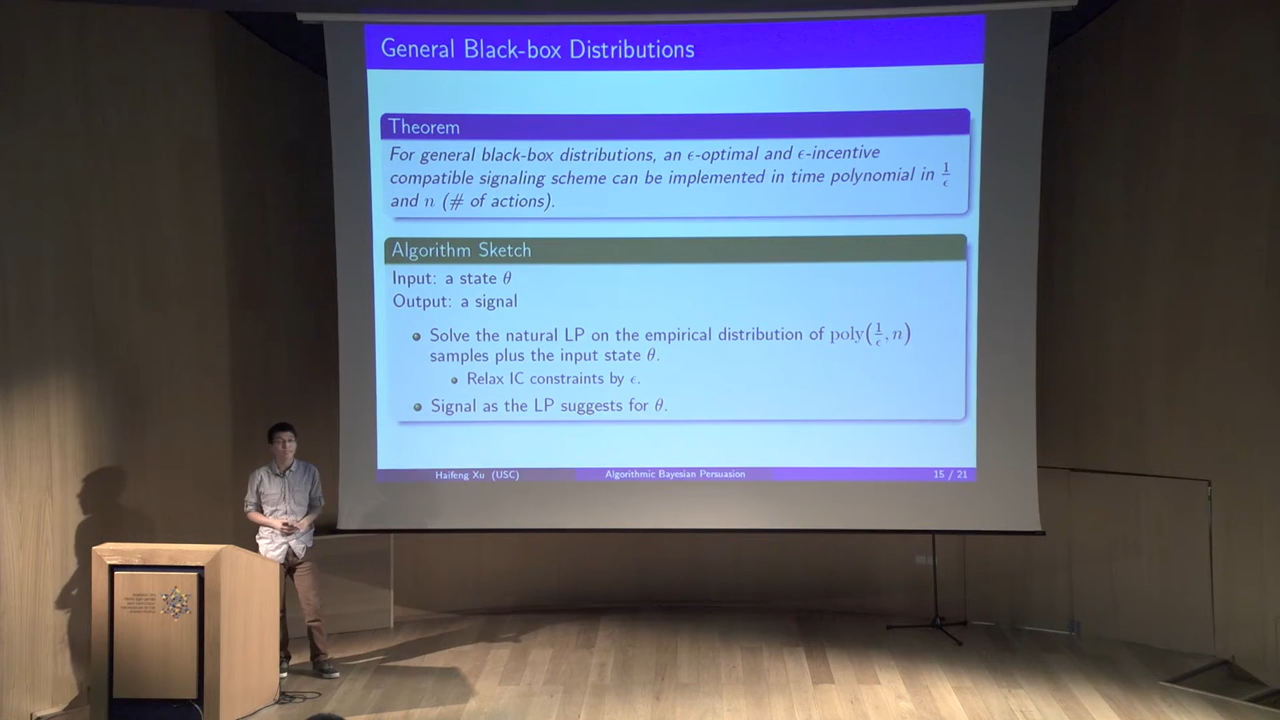 General Black-box Distributions
Theorem
For general black-box distributions, an ϵ-optimal and ϵ-incentive
compatible signaling scheme can be implemented in time polynomial in 1/ϵ
and n (# of actions).
Algorithm Sketch
Input: a state θ
Output: a signal
Solve the natural LP on the empirical distribution of poly(1/ϵ, n)
samples plus the input state θ.
Relax IC constraints by ϵ.
Signal as the LP suggests for θ.
Haifeng Xu (USC) Algorithmic Bayesian Persuasion 15 / 21